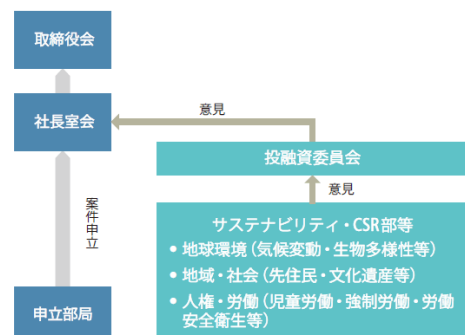 取締役会
社長室会
意見
投融資委員会
意見
案件申立
サステナビリティ・CSR部等
• 地球環境(気候変動・生物多様性等)
• 地域・社会(先住民・文化遺産等)
• 人権・労働(児童労働・強制労働・労働
安全衛生等)
申立部局